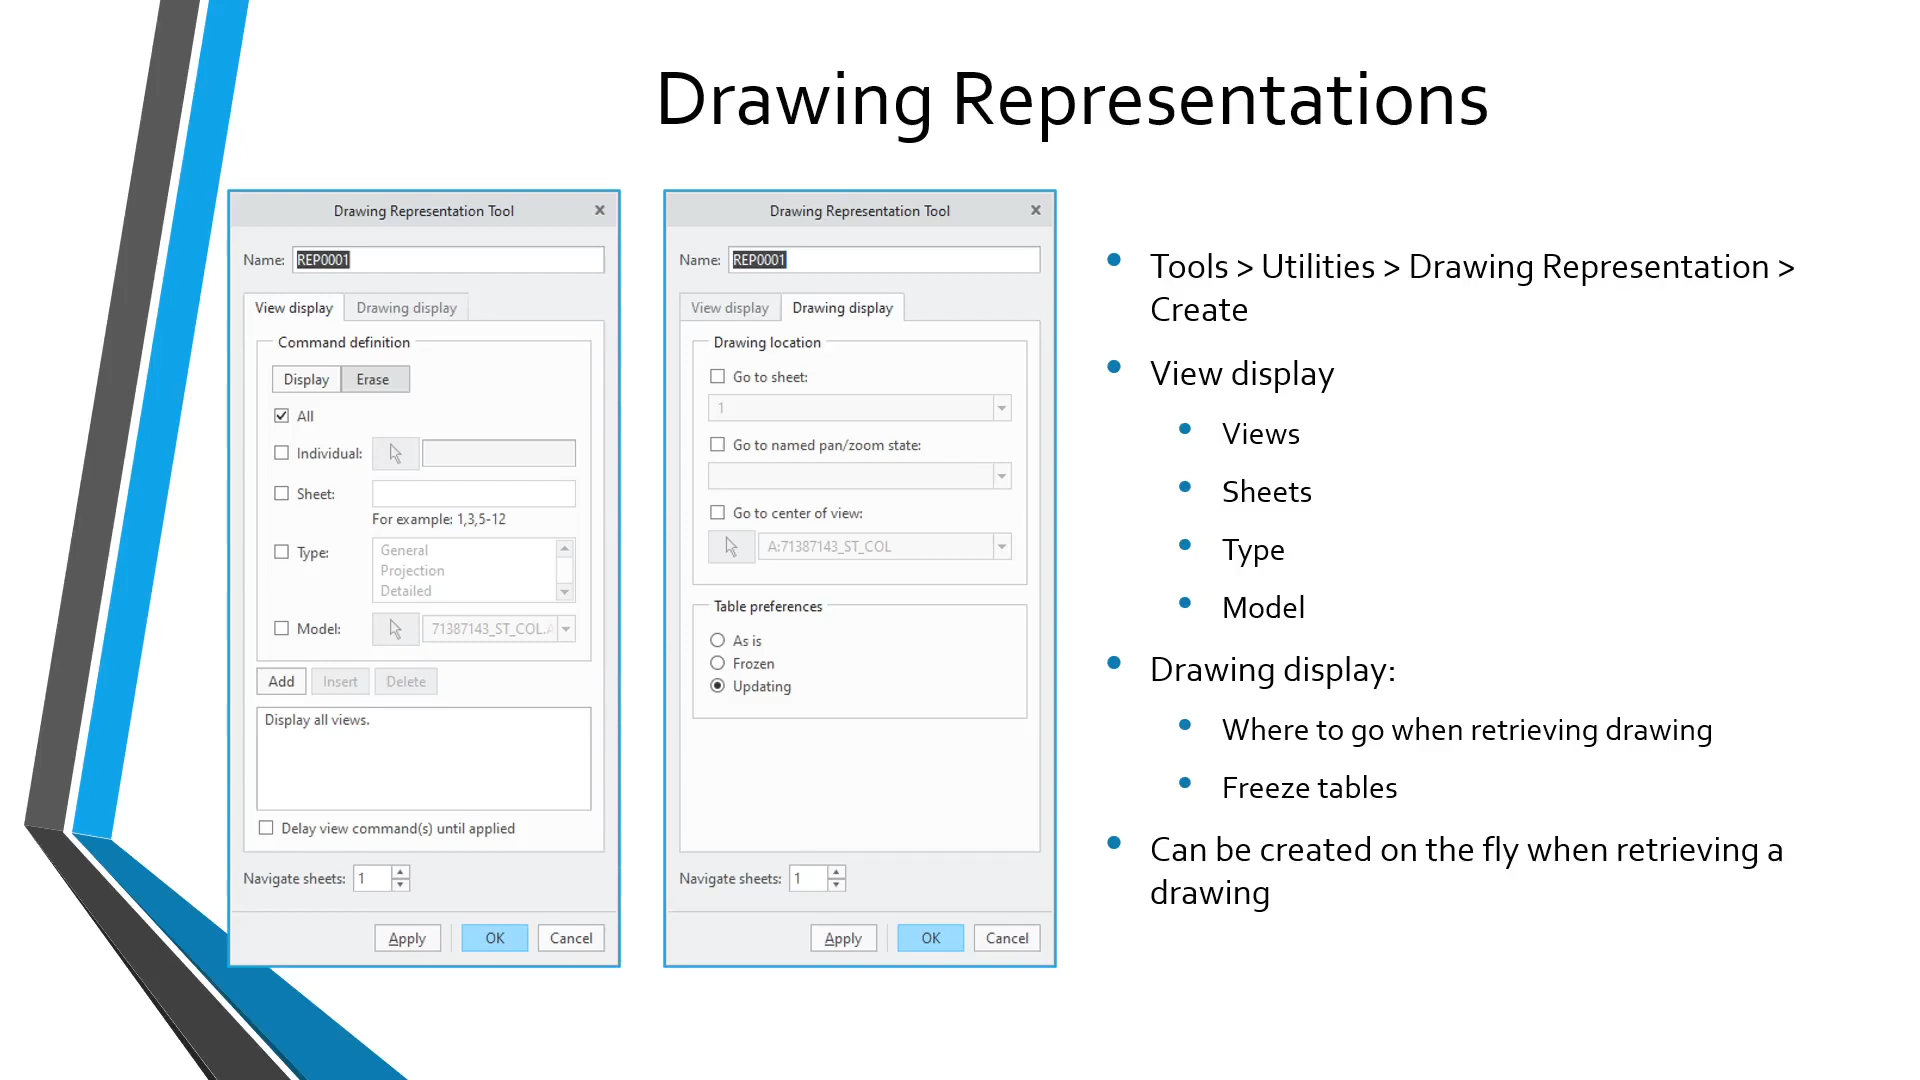 Drawing Representations
Drawing Representation Tool
Name: REP0001
View display Drawing display
Command definition
Display Erase
All
Individual:
Sheet:
For example: 1,3,5-12
Type: General
Projection
Detailed
Model: 71387143_ST_COL.
Add Insert Delete
Display all views.
Delay view command(s) until applied
Navigate sheets: 1
Apply OK Cancel
Drawing Representation Tool
Name: REP0001
View display Drawing display
Drawing location
Go to sheet:
1
Go to named pan/zoom state:
Go to center of view:
A:71387143_ST_COL
Table preferences
As is
Frozen
Updating
Navigate sheets: 1
Apply OK Cancel
• Tools > Utilities > Drawing Representation >
Create
• View display
• Views
• Sheets
• Type
• Model
• Drawing display:
• Where to go when retrieving drawing
• Freeze tables
• Can be created on the fly when retrieving a
drawing